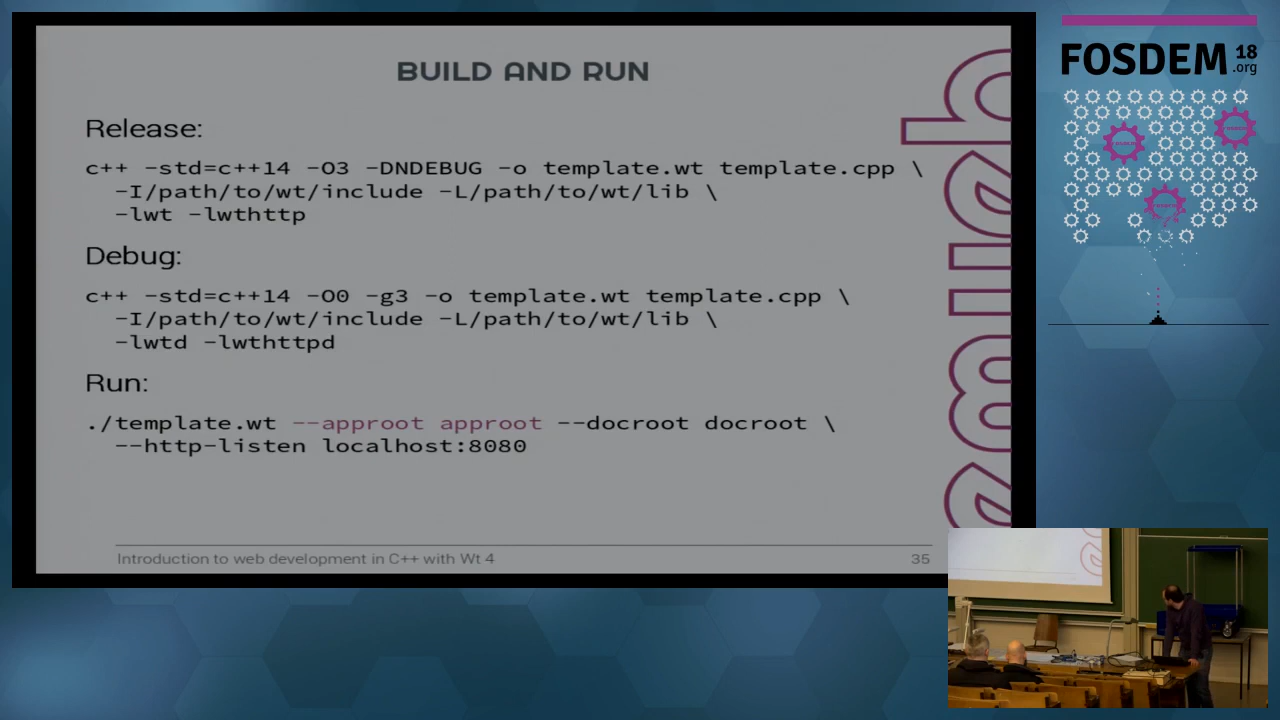 BUILD AND RUN
Release:
c++ -std=c++14 -O3 -DNDEBUG -o template.wt template.cpp \
-I/path/to/wt/include -L/path/to/wt/lib \
-lwt -lwthttp
Debug:
c++ -std=c++14 -O0 -g3 -o template.wt template.cpp \
-I/path/to/wt/include -L/path/to/wt/lib \
-lwtd -lwthttpd
Run:
./template.wt --approot approot --docroot docroot \
--http-listen localhost:8080
Introduction to web development in C++ with Wt 4
35
FOSDEM 18
.org